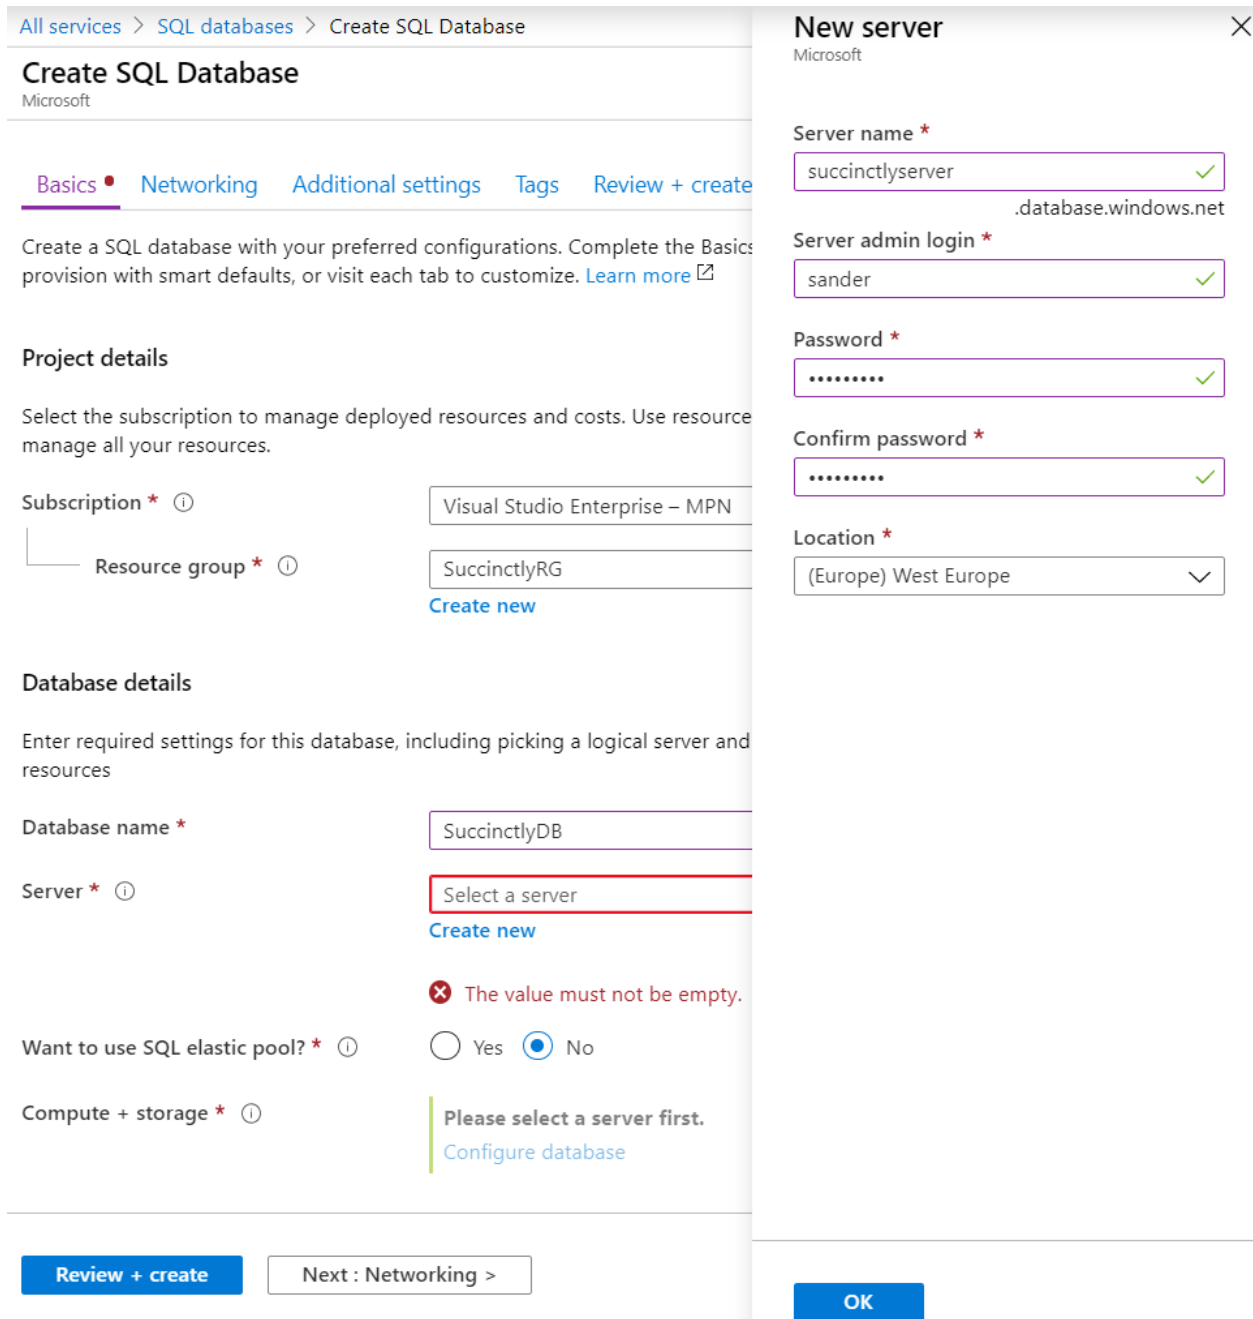 All services > SQL databases > Create SQL Database
Create SQL Database
Microsoft
Basics Networking Additional settings Tags Review + create
Create a SQL database with your preferred configurations. Complete the Basics
provision with smart defaults, or visit each tab to customize. Learn more
Project details
Select the subscription to manage deployed resources and costs. Use resource
manage all your resources.
Subscription * Visual Studio Enterprise – MPN
Resource group * SuccinctlyRG
Create new
Database details
Enter required settings for this database, including picking a logical server and
resources
Database name * SuccinctlyDB
Server * Select a server
Create new
The value must not be empty.
Want to use SQL elastic pool? * Yes No
Compute + storage * Please select a server first.
Configure database
Review + create Next : Networking >
New server
Microsoft
Server name *
succinctlyserver
.database.windows.net
Server admin login *
sander
Password *
•••••••••
Confirm password *
•••••••••
Location *
(Europe) West Europe
OK